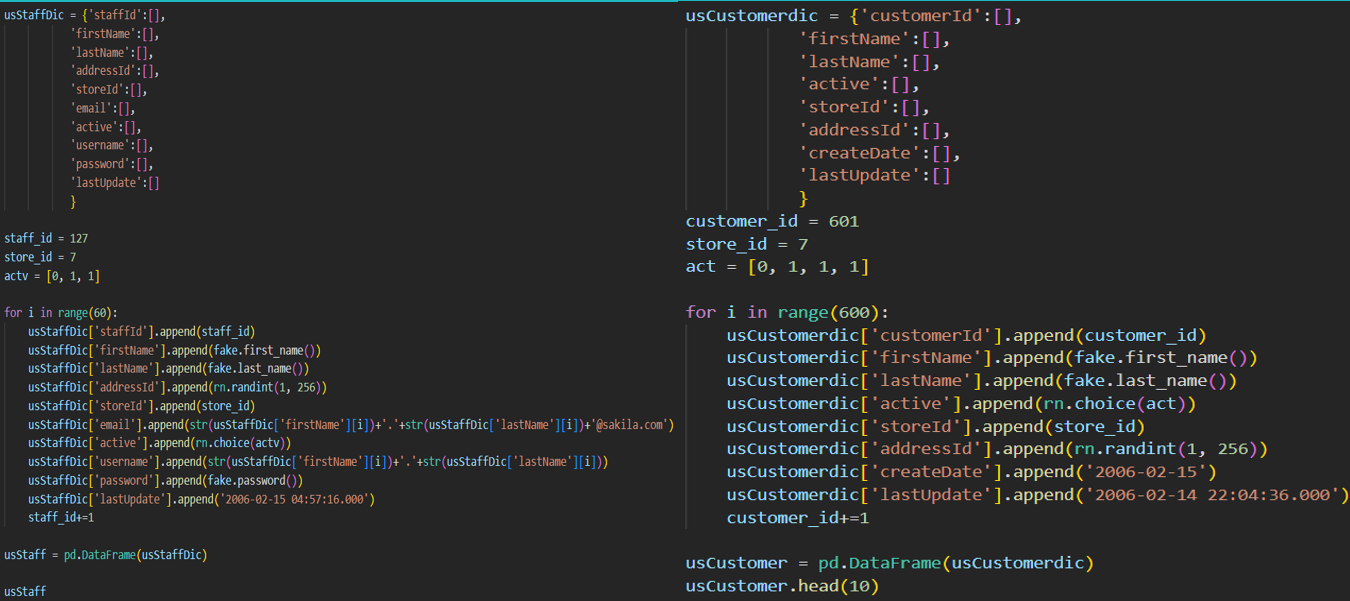 usStaffDic = {'staffId':[],
'firstName':[],
'lastName':[],
'addressId':[],
'storeId':[],
'email':[],
'active':[],
'username':[],
'password':[],
'lastUpdate':[]
}
staff_id = 127
store_id = 7
actv = [0, 1, 1]
for i in range(60):
usStaffDic['staffId'].append(staff_id)
usStaffDic['firstName'].append(fake.first_name())
usStaffDic['lastName'].append(fake.last_name())
usStaffDic['addressId'].append(rn.randint(1, 256))
usStaffDic['storeId'].append(store_id)
usStaffDic['email'].append(str(usStaffDic['firstName'][i])+'.'+str(usStaffDic['lastName'][i])+'@sakila.com')
usStaffDic['active'].append(rn.choice(actv))
usStaffDic['username'].append(str(usStaffDic['firstName'][i])+'.'+str(usStaffDic['lastName'][i]))
usStaffDic['password'].append(fake.password())
usStaffDic['lastUpdate'].append('2006-02-15 04:57:16.000')
staff_id+=1
usStaff = pd.DataFrame(usStaffDic)
usStaff
usCustomerdic = {'customerId':[],
'firstName':[],
'lastName':[],
'active':[],
'storeId':[],
'addressId':[],
'createDate':[],
'lastUpdate':[]
}
customer_id = 601
store_id = 7
act = [0, 1, 1, 1]
for i in range(600):
usCustomerdic['customerId'].append(customer_id)
usCustomerdic['firstName'].append(fake.first_name())
usCustomerdic['lastName'].append(fake.last_name())
usCustomerdic['active'].append(rn.choice(act))
usCustomerdic['storeId'].append(store_id)
usCustomerdic['addressId'].append(rn.randint(1, 256))
usCustomerdic['createDate'].append('2006-02-15')
usCustomerdic['lastUpdate'].append('2006-02-14 22:04:36.000')
customer_id+=1
usCustomer = pd.DataFrame(usCustomerdic)
usCustomer.head(10)